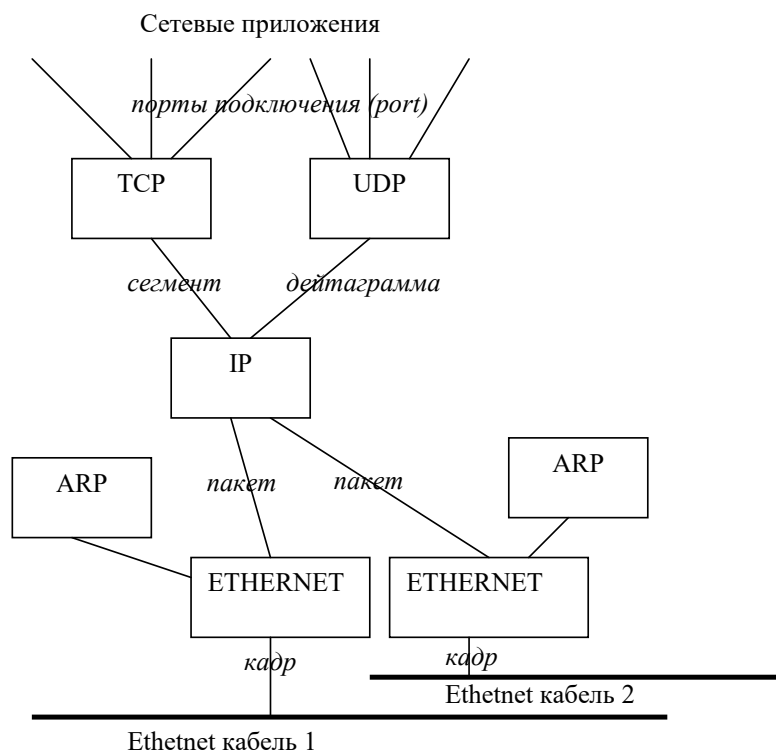 Сетевые приложения
порты подключения (port)
TCP
UDP
сегмент
дейтаграмма
IP
ARP
ARP
пакет
пакет
ETHERNET
ETHERNET
кадр
кадр
Ethetnet кабель 2
Ethetnet кабель 1